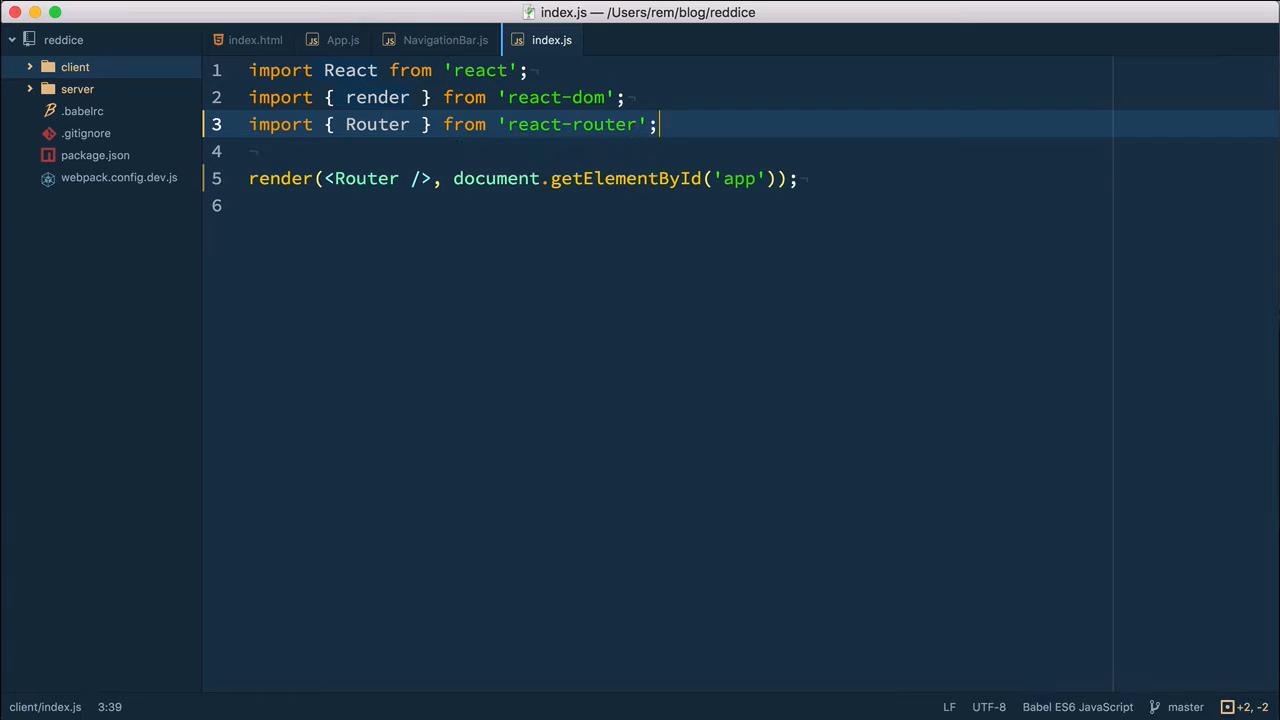 index.js — /Users/rem/blog/reddice
reddice
client
server
.babelrc
.gitignore
package.json
webpack.config.dev.js
index.html
App.js
NavigationBar.js
index.js
1 import React from 'react';¬
2 import { render } from 'react-dom';¬
3 import { Router } from 'react-router';
4 ¬
5 render(<Router />, document.getElementById('app'));¬
6
client/index.js 3:39
LF UTF-8 Babel ES6 JavaScript master +2, -2